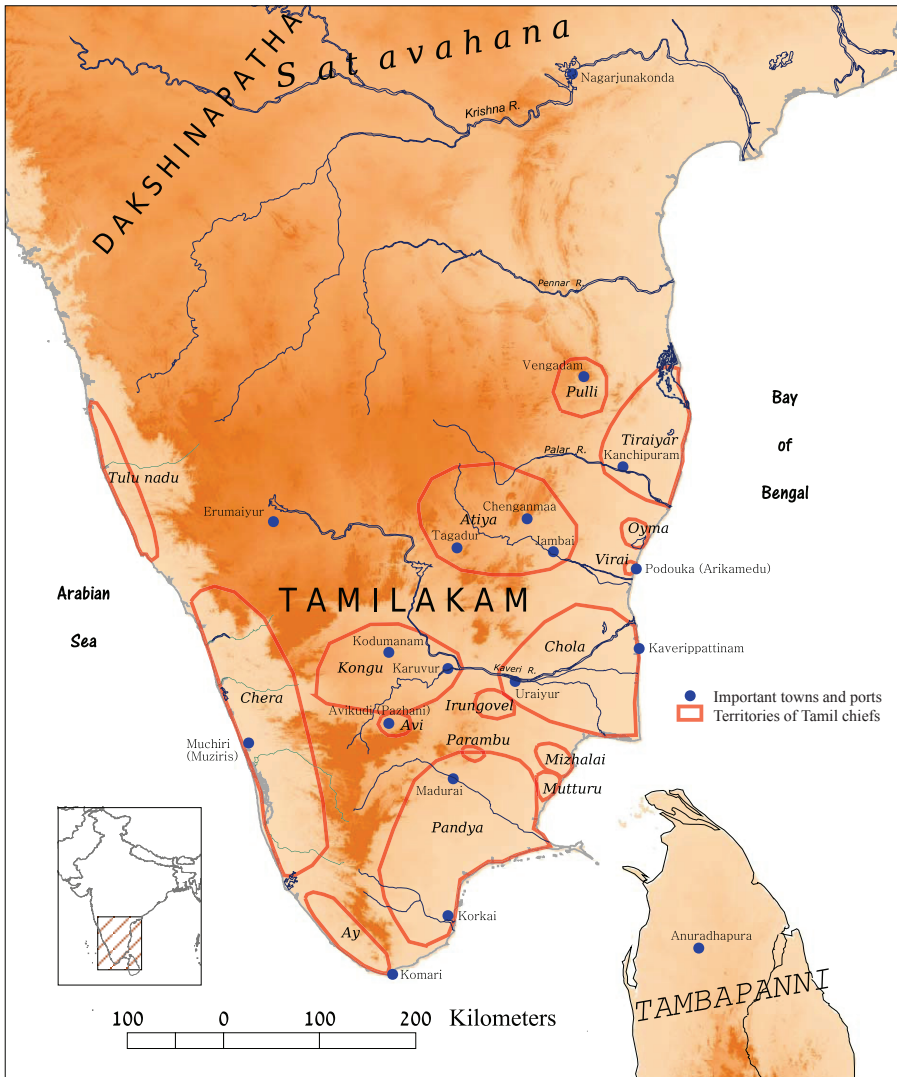 Satavahana
DAKSHINAPATHA
Nagarjunakonda
Krishna R.
Pennar R.
Vengadam
Pulli
Bay
of
Bengal
Tiraiyar
Kanchipuram
Palar R.
Tulu nadu
Erumaiyur
Chenganmaa
Atiya
Tagadur
Jambai
Oyma
Virai
Podouka (Arikamedu)
Arabian
Sea
TAMILAKAM
Kodumanam
Kongu
Karuvur
Kaveri R.
Chola
Kaverippattinam
Uraiyur
Chera
Irungovel
Avikudi (Pazhani)
Avi
Important towns and ports
Territories of Tamil chiefs
Muchiri
(Muziris)
Parambu
Mizhalai
Mutturu
Madurai
Pandya
Korkai
Ay
Komari
Anuradhapura
TAMBAPANNI
100 0 100 200 Kilometers